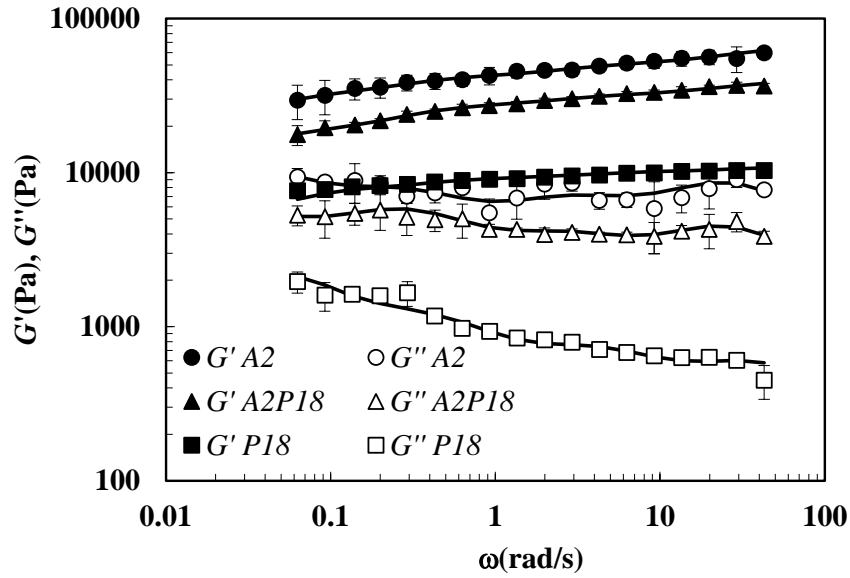 100000
10000
1000
100
G'(Pa), G''(Pa)
G' A2
G'' A2
G' A2P18
G'' A2P18
G' P18
G'' P18
0.01
0.1
1
10
100
ω(rad/s)